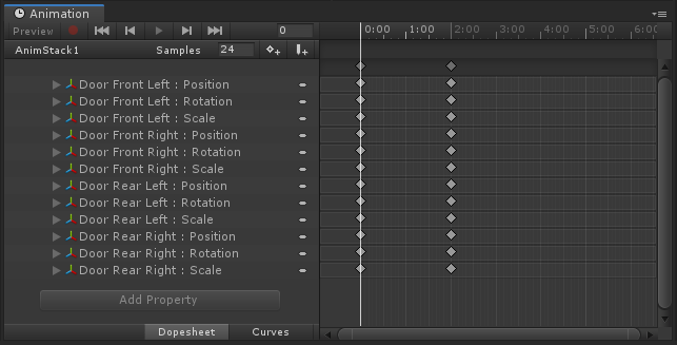 Animation
Preview 0 0:00 1:00 2:00 3:00 4:00 5:00 6:00
AnimStack1 Samples 24
Door Front Left : Position
Door Front Left : Rotation
Door Front Left : Scale
Door Front Right : Position
Door Front Right : Rotation
Door Front Right : Scale
Door Rear Left : Position
Door Rear Left : Rotation
Door Rear Left : Scale
Door Rear Right : Position
Door Rear Right : Rotation
Door Rear Right : Scale
Add Property
Dopesheet Curves